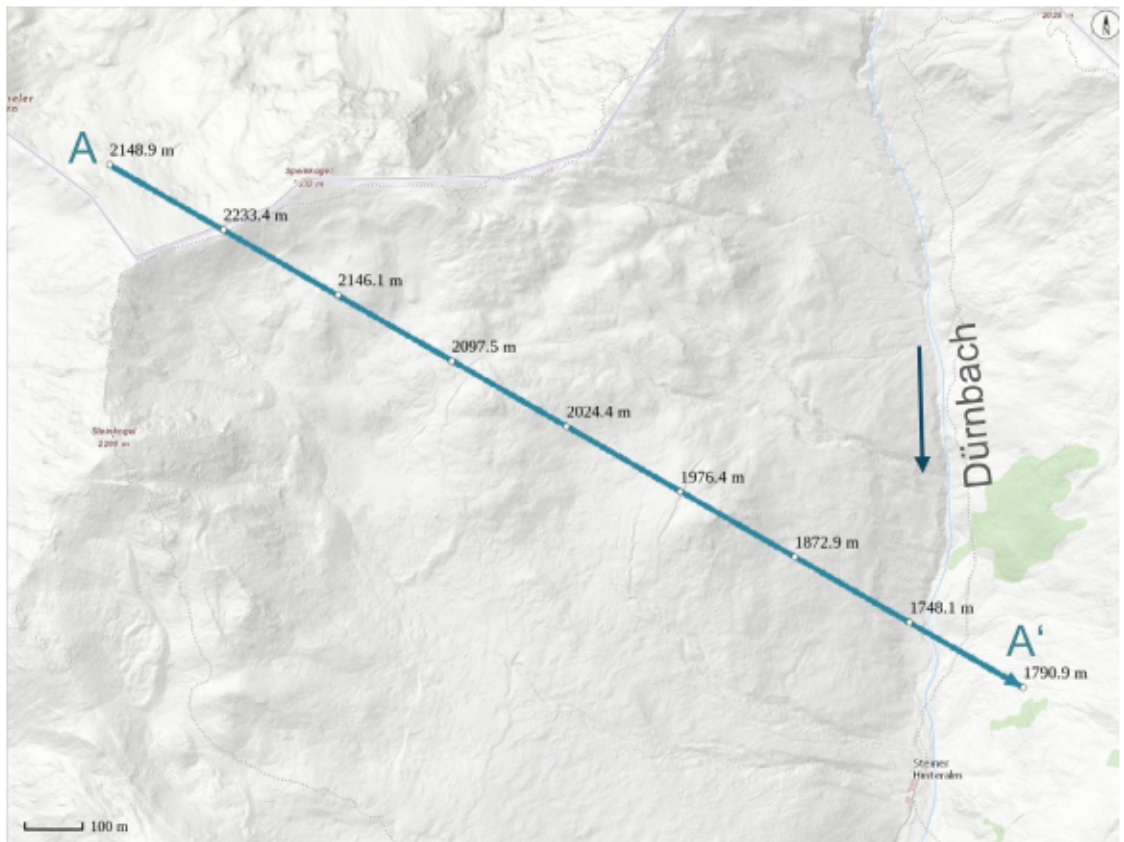 2028 m
N
A
2148.9 m
2233.4 m
2146.1 m
2097.5 m
2024.4 m
Dürnbach
1976.4 m
1872.9 m
1748.1 m
A‘
1790.9 m
Steiner
Hinteralm
100 m